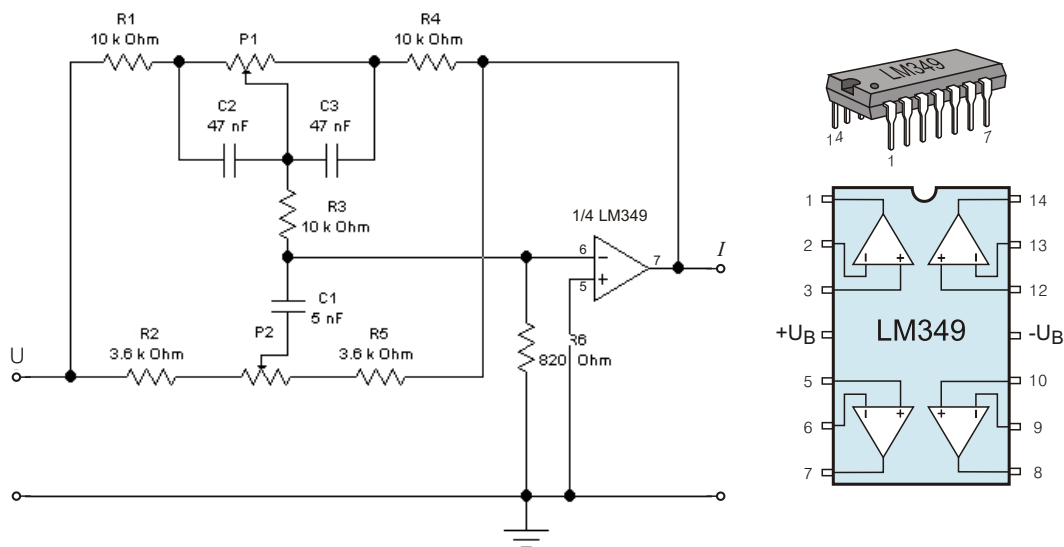 R1
10 k Ohm
P1
R4
10 k Ohm
C2
47 nF
C3
47 nF
R3
10 k Ohm
1/4 LM349
6
7
5
I
C1
5 nF
P2
R2
3.6 k Ohm
R5
3.6 k Ohm
R6
820 Ohm
U
LM349
14
7
1
1
14
2
13
3
12
+UB
LM349
-UB
5
10
6
9
7
8